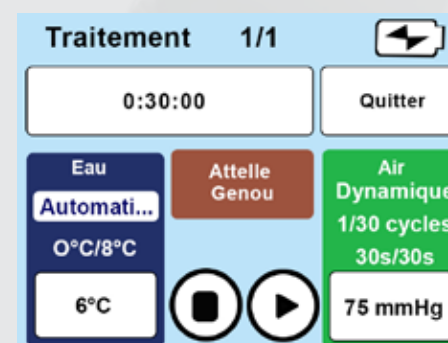 Traitement 1/1
0:30:00
Quitter
Eau
Automati...
O°C/8°C
6°C
Attelle
Genou
Air
Dynamique
1/30 cycles
30s/30s
75 mmHg